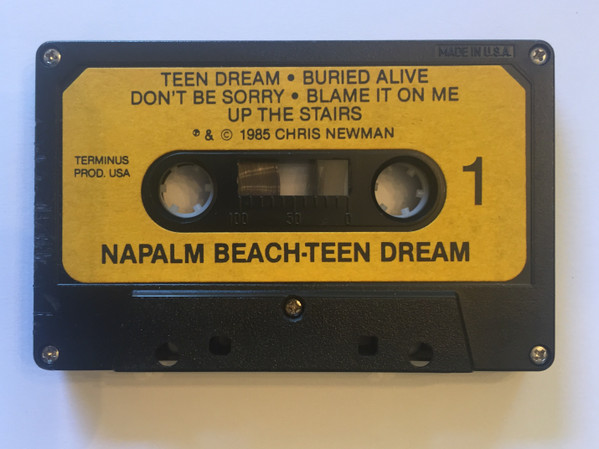 MADE IN U.S.A.
TEEN DREAM • BURIED ALIVE
DON'T BE SORRY • BLAME IT ON ME
UP THE STAIRS
℗ & © 1985 CHRIS NEWMAN
TERMINUS
PROD. USA
1
100 50 0
NAPALM BEACH-TEEN DREAM